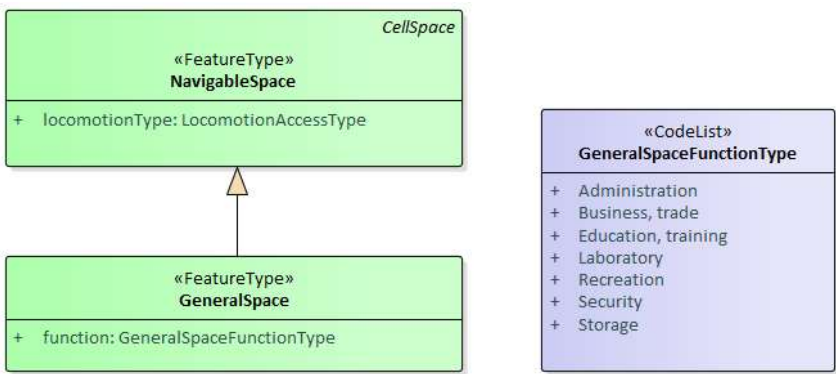 CellSpace
«FeatureType»
NavigableSpace
+ locomotionType: LocomotionAccessType
«FeatureType»
GeneralSpace
+ function: GeneralSpaceFunctionType
«CodeList»
GeneralSpaceFunctionType
+ Administration
+ Business, trade
+ Education, training
+ Laboratory
+ Recreation
+ Security
+ Storage